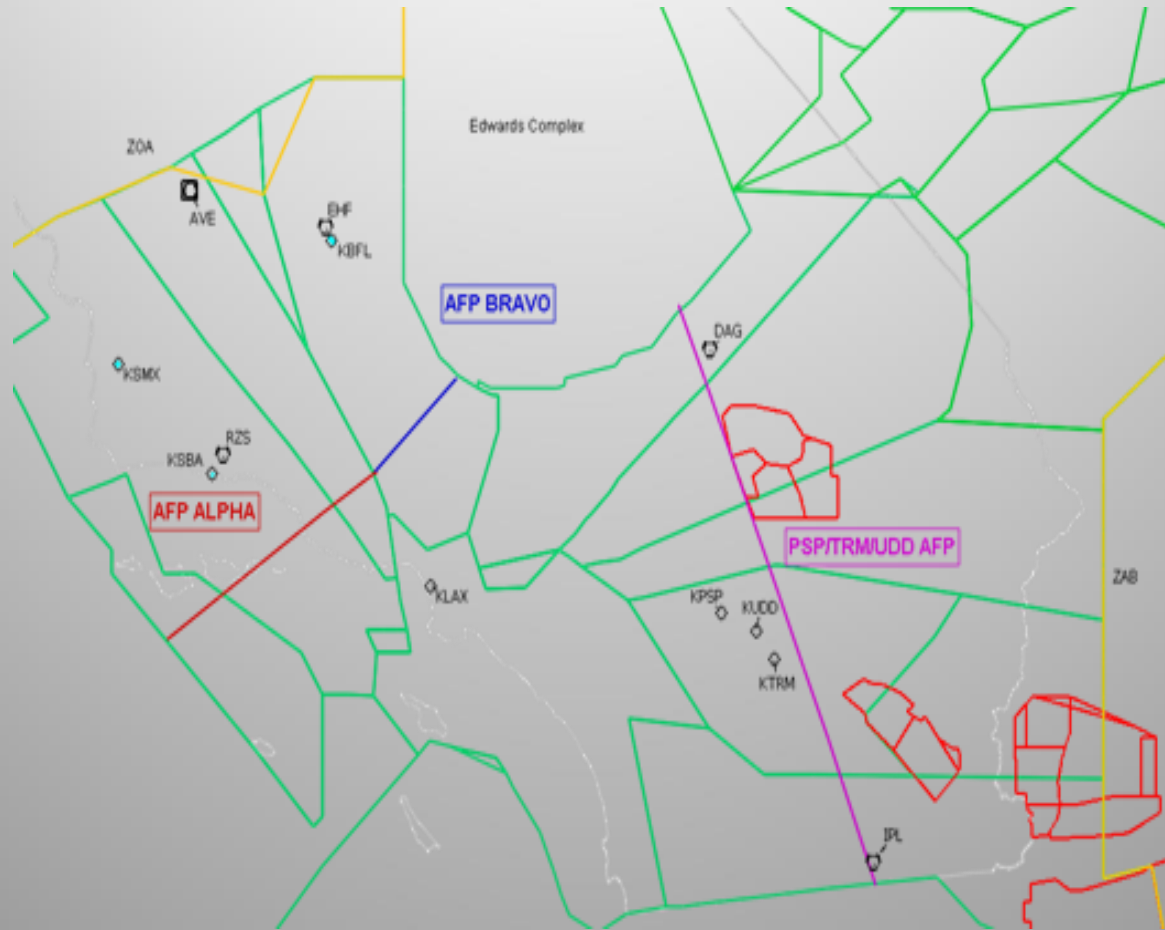 Edwards Complex
ZOA
AVE
EHF
KBFL
AFP BRAVO
DAG
KSMX
RZS
KSBA
AFP ALPHA
PSP/TRM/UDD AFP
ZAB
KLAX
KPSP
KUDD
KTRM
IPL